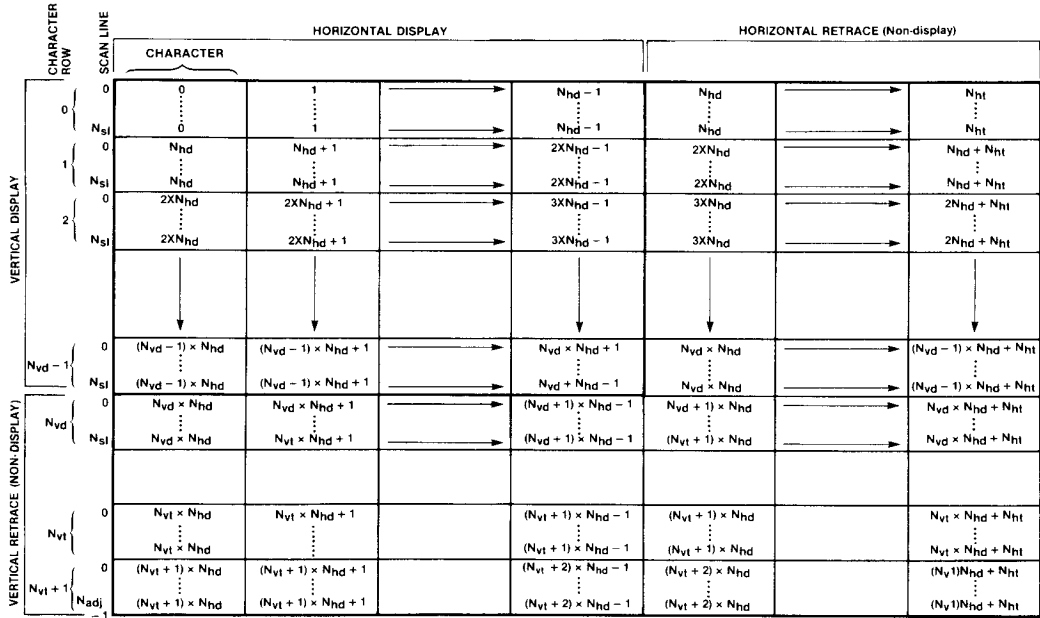 CHARACTER ROW
SCAN LINE
HORIZONTAL DISPLAY
HORIZONTAL RETRACE (Non-display)
CHARACTER
VERTICAL DISPLAY
0 0 0 1 Nhd − 1 Nhd Nht
Nsl 0 1 Nhd − 1 Nhd Nht
1 0 Nhd Nhd + 1 2XNhd − 1 2XNhd Nhd + Nht
Nsl Nhd Nhd + 1 2XNhd − 1 2XNhd Nhd + Nht
2 0 2XNhd 2XNhd + 1 3XNhd − 1 3XNhd 2Nhd + Nht
Nsl 2XNhd 2XNhd + 1 3XNhd − 1 3XNhd 2Nhd + Nht
Nvd − 1 0 (Nvd − 1) × Nhd (Nvd − 1) × Nhd + 1 Nvd × Nhd + 1 Nvd × Nhd (Nvd − 1) × Nhd + Nht
Nsl (Nvd − 1) × Nhd (Nvd − 1) × Nhd + 1 Nvd + Nhd − 1 Nvd × Nhd (Nvd − 1) × Nhd + Nht
VERTICAL RETRACE (NON-DISPLAY)
Nvd 0 Nvd × Nhd Nvd × Nhd + 1 (Nvd + 1) × Nhd − 1 Nvd + 1) × Nhd Nvd × Nhd + Nht
Nsl Nvd × Nhd Nvt × Nhd + 1 (Nvd + 1) × Nhd − 1 (Nvt + 1) × Nhd Nvd × Nhd + Nht
Nvt 0 Nvt × Nhd Nvt × Nhd + 1 (Nvt + 1) × Nhd − 1 (Nvt + 1) × Nhd Nvt × Nhd + Nht
Nvt × Nhd (Nvt + 1) × Nhd − 1 (Nvt + 1) × Nhd Nvt × Nhd + Nht
Nvt + 1 0 (Nvt + 1) × Nhd (Nvt + 1) × Nhd + 1 (Nvt + 2) × Nhd − 1 (Nvt + 2) × Nhd (Nv1)Nhd + Nht
Nadj −1 (Nvt + 1) × Nhd (Nvt + 1) × Nhd + 1 (Nvt + 2) × Nhd − 1 (Nvt + 2) × Nhd (Nv1)Nhd + Nht